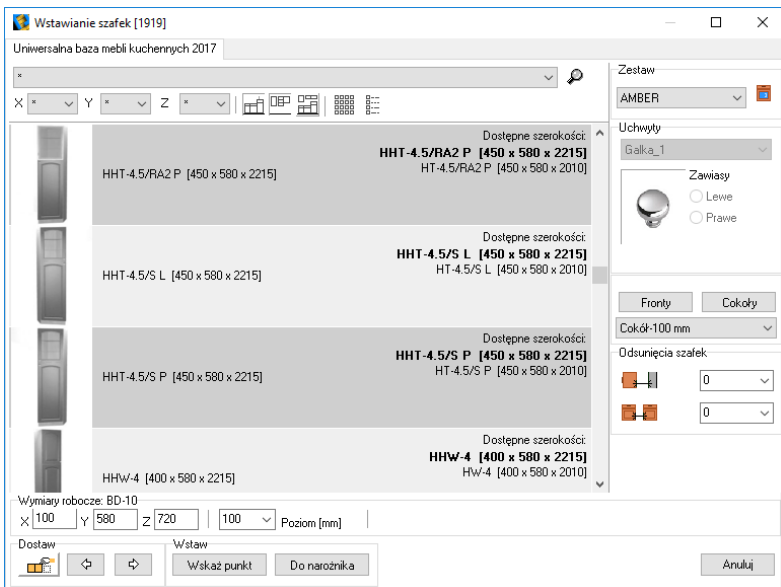 Wstawianie szafek [1919]
Uniwersalna baza mebli kuchennych 2017
*
X * Y * Z *
Dostępne szerokości:
HHT-4.5/RA2 P [450 x 580 x 2215]
HHT-4.5/RA2 P [450 x 580 x 2215]
HT-4.5/RA2 P [450 x 580 x 2010]
Dostępne szerokości:
HHT-4.5/S L [450 x 580 x 2215]
HHT-4.5/S L [450 x 580 x 2215]
HT-4.5/S L [450 x 580 x 2010]
Dostępne szerokości:
HHT-4.5/S P [450 x 580 x 2215]
HHT-4.5/S P [450 x 580 x 2215]
HT-4.5/S P [450 x 580 x 2010]
Dostępne szerokości:
HHW-4 [400 x 580 x 2215]
HHW-4 [400 x 580 x 2215]
HW-4 [400 x 580 x 2010]
Zestaw
AMBER
Uchwyty
Galka_1
Zawiasy
Lewe
Prawe
Fronty Cokoły
Cokół-100 mm
Odsunięcia szafek
0
0
Wymiary robocze: BD-10
X 100 Y 580 Z 720 100 Poziom [mm]
Dostaw
Wstaw
Wskaż punkt Do narożnika
Anuluj